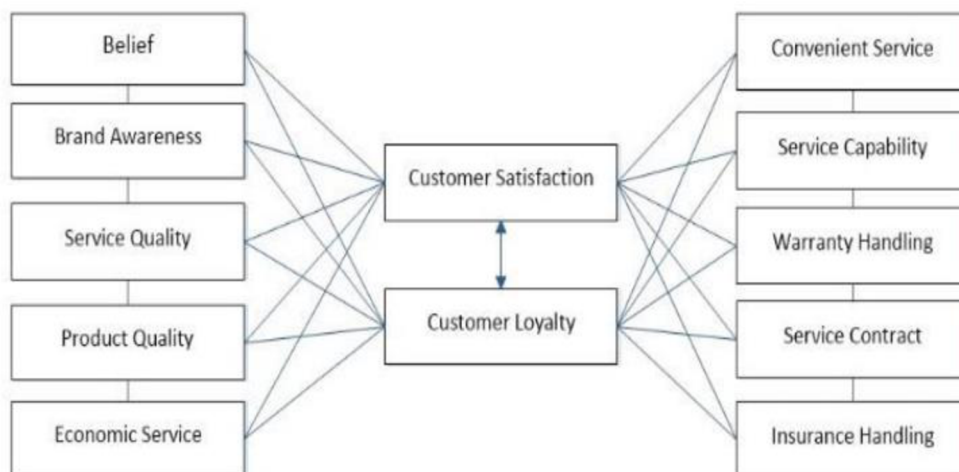 Belief
Brand Awareness
Service Quality
Product Quality
Economic Service
Customer Satisfaction
Customer Loyalty
Convenient Service
Service Capability
Warranty Handling
Service Contract
Insurance Handling